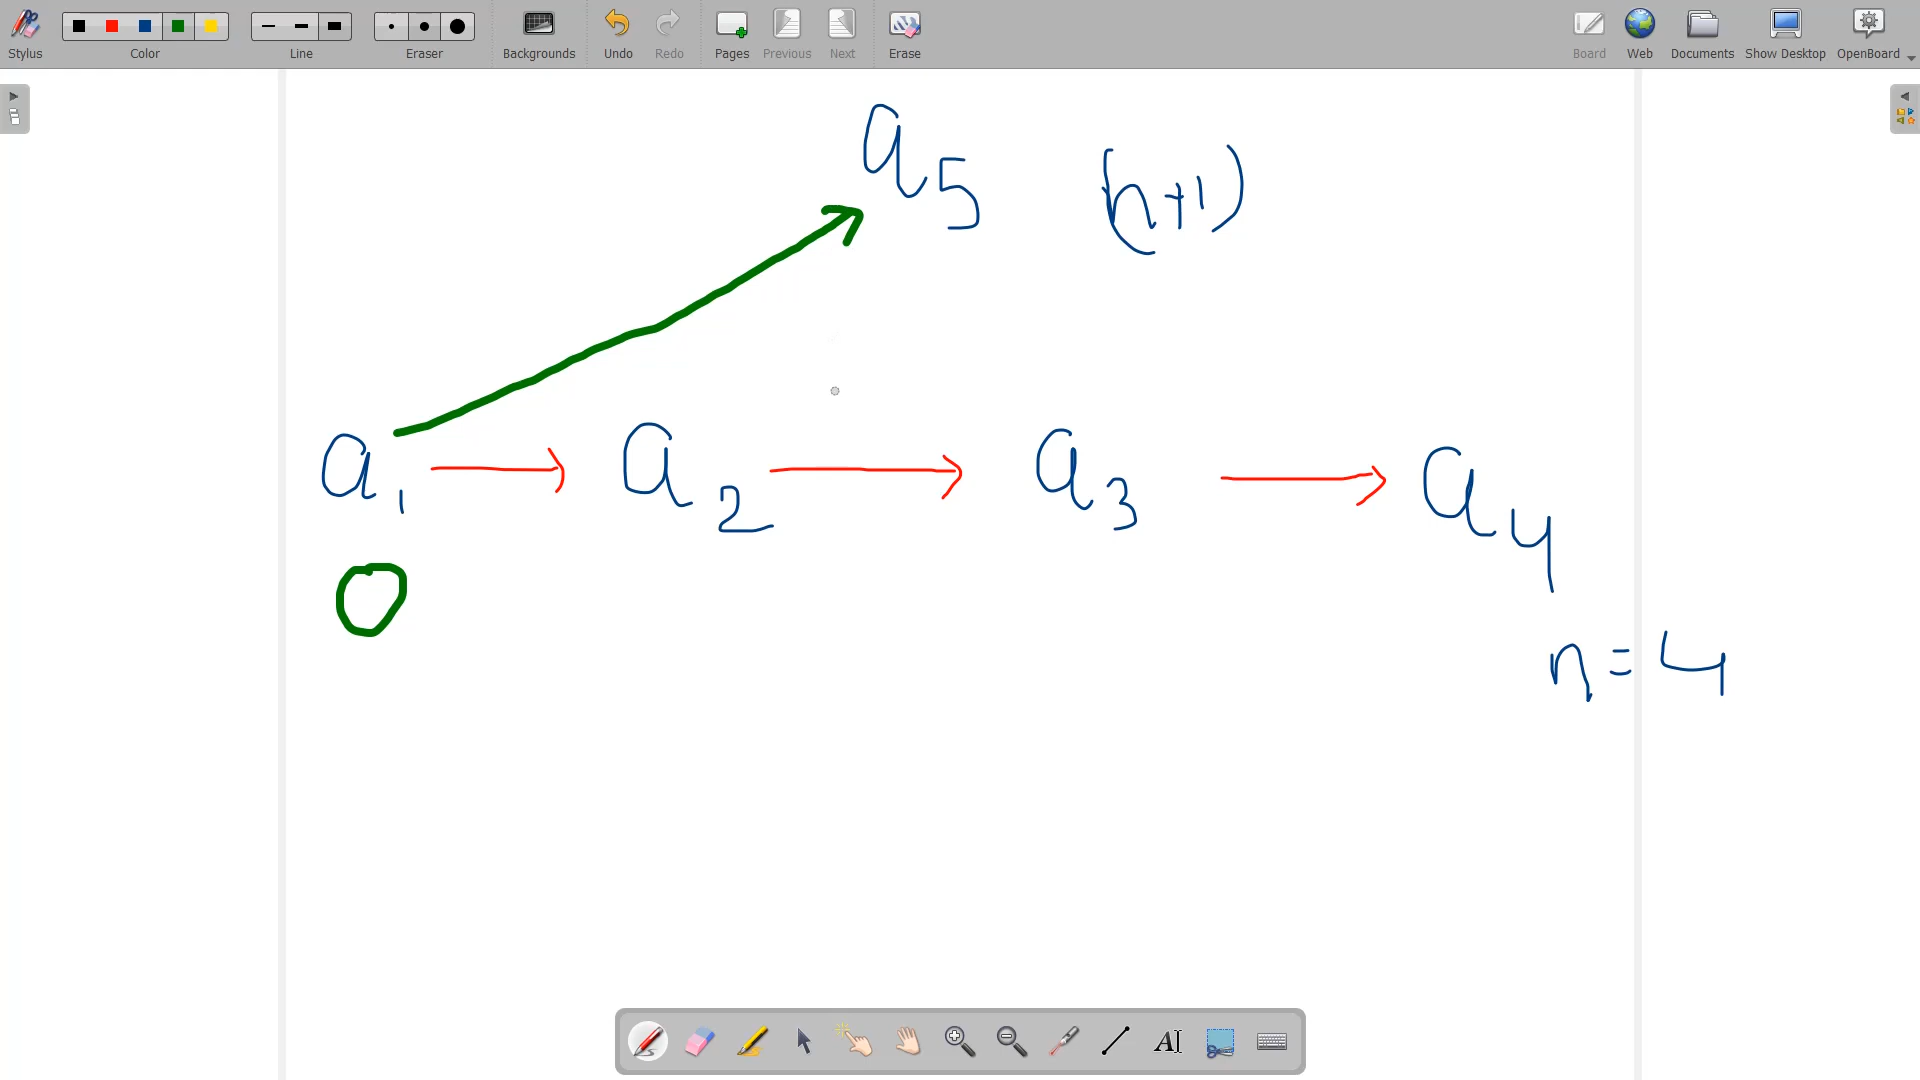 Stylus Color Line Eraser Backgrounds Undo Redo Pages Previous Next Erase Board Web Documents Show Desktop OpenBoard
a5 (n+1)
a1 → a2 → a3 → a4
0
n=4